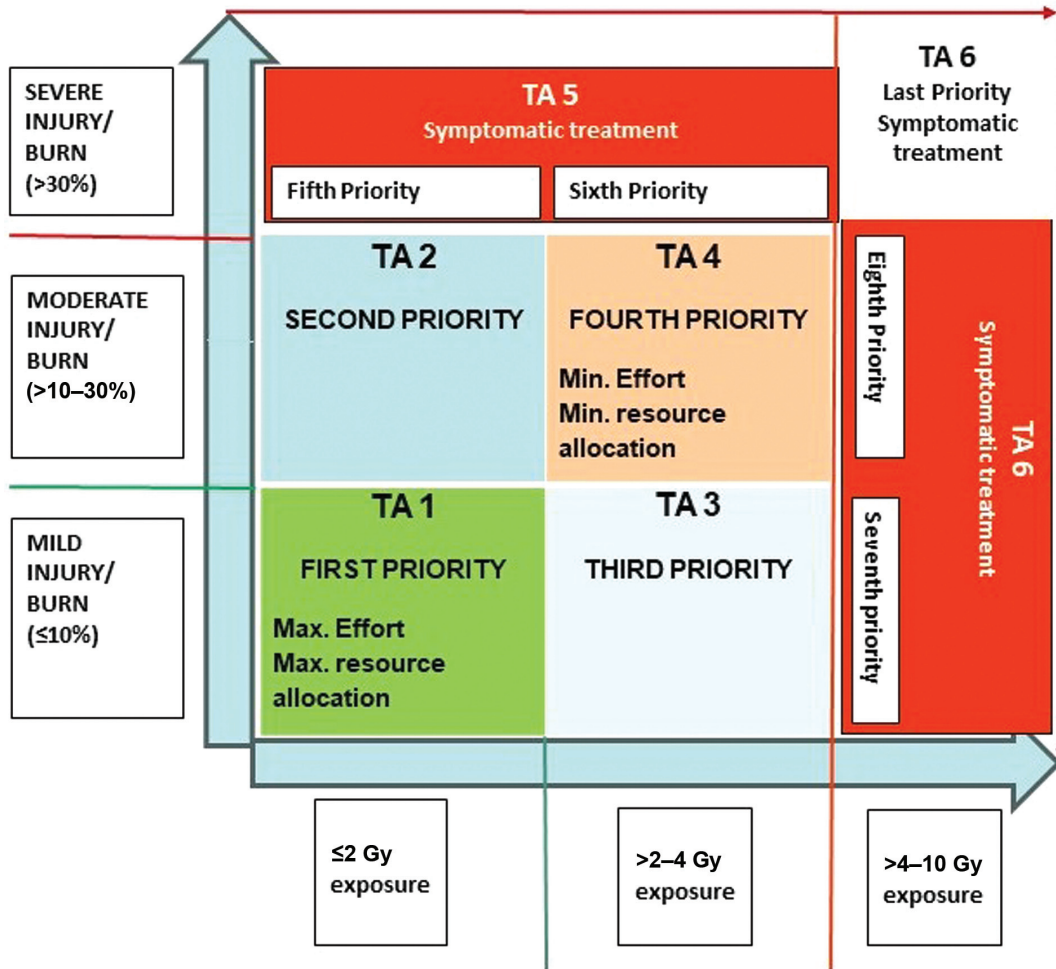 SEVERE
INJURY/
BURN
(>30%)
TA 5
Symptomatic treatment
Fifth Priority
Sixth Priority
TA 6
Last Priority
Symptomatic
treatment
MODERATE
INJURY/
BURN
(>10–30%)
TA 2
SECOND PRIORITY
TA 4
FOURTH PRIORITY
Min. Effort
Min. resource
allocation
Eighth Priority
Symptomatic treatment
TA 6
MILD
INJURY/
BURN
(≤10%)
TA 1
FIRST PRIORITY
Max. Effort
Max. resource
allocation
TA 3
THIRD PRIORITY
Seventh priority
≤2 Gy
exposure
>2–4 Gy
exposure
>4–10 Gy
exposure